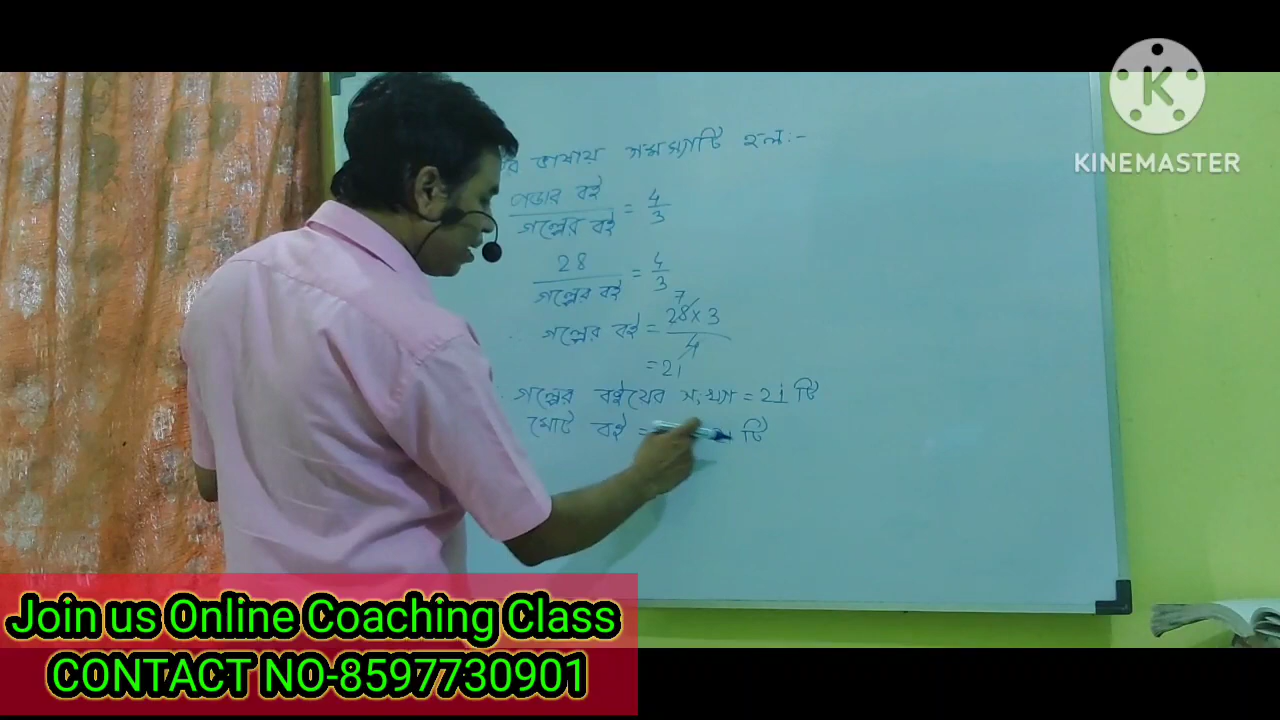 K
KINEMASTER
র ভাষায় সমস্যাটি হল:-
পড়ার বই / গল্পের বই = 4/3
28 / গল্পের বই = 4/3
7
গল্পের বই = 28 x 3 / 4
= 21
গল্পের বইয়ের সংখ্যা = 21 টি
মোট বই = টি
Join us Online Coaching Class
CONTACT NO-8597730901